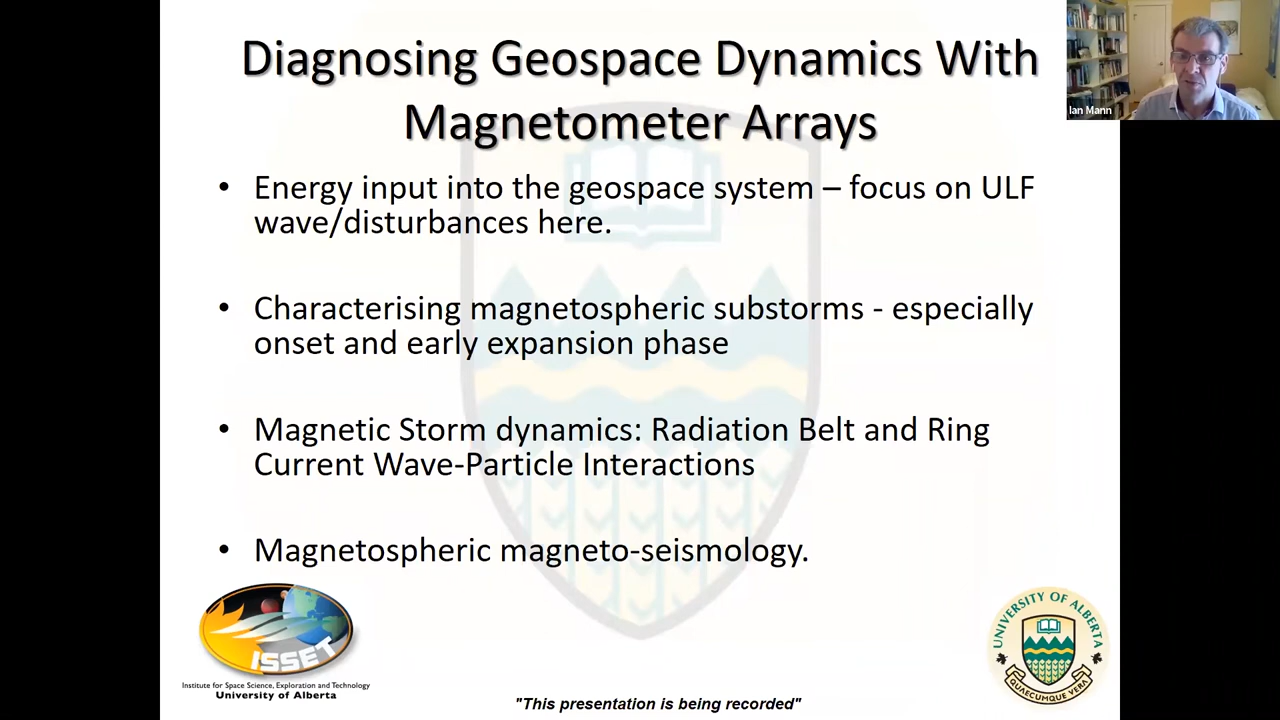 Diagnosing Geospace Dynamics With
Magnetometer Arrays
Ian Mann
• Energy input into the geospace system – focus on ULF
wave/disturbances here.
• Characterising magnetospheric substorms - especially
onset and early expansion phase
• Magnetic Storm dynamics: Radiation Belt and Ring
Current Wave-Particle Interactions
• Magnetospheric magneto-seismology.
ISSET
Institute for Space Science, Exploration and Technology
University of Alberta
UNIVERSITY OF ALBERTA
QUAECUMQUE VERA
"This presentation is being recorded"